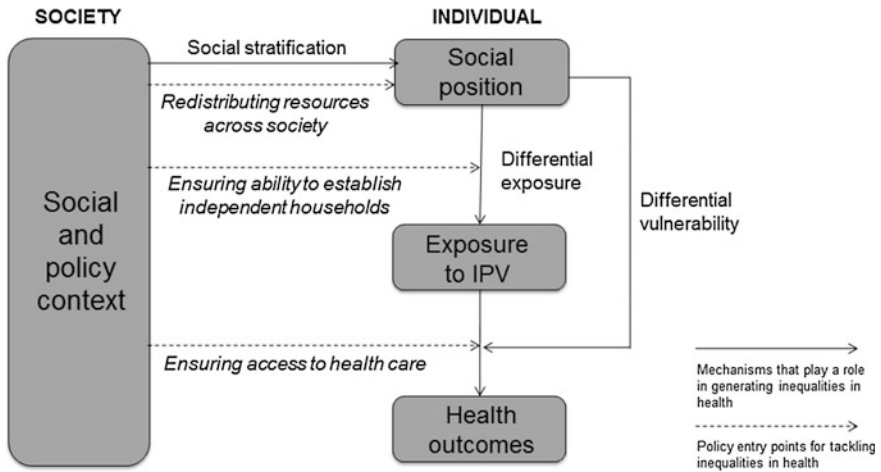 SOCIETY
INDIVIDUAL
Social stratification
Social
position
Redistributing resources
across society
Differential
exposure
Ensuring ability to establish
independent households
Differential
vulnerability
Social
and
policy
context
Exposure
to IPV
Ensuring access to health care
Mechanisms that play a role
in generating inequalities in
health
Health
outcomes
Policy entry points for tackling
inequalities in health